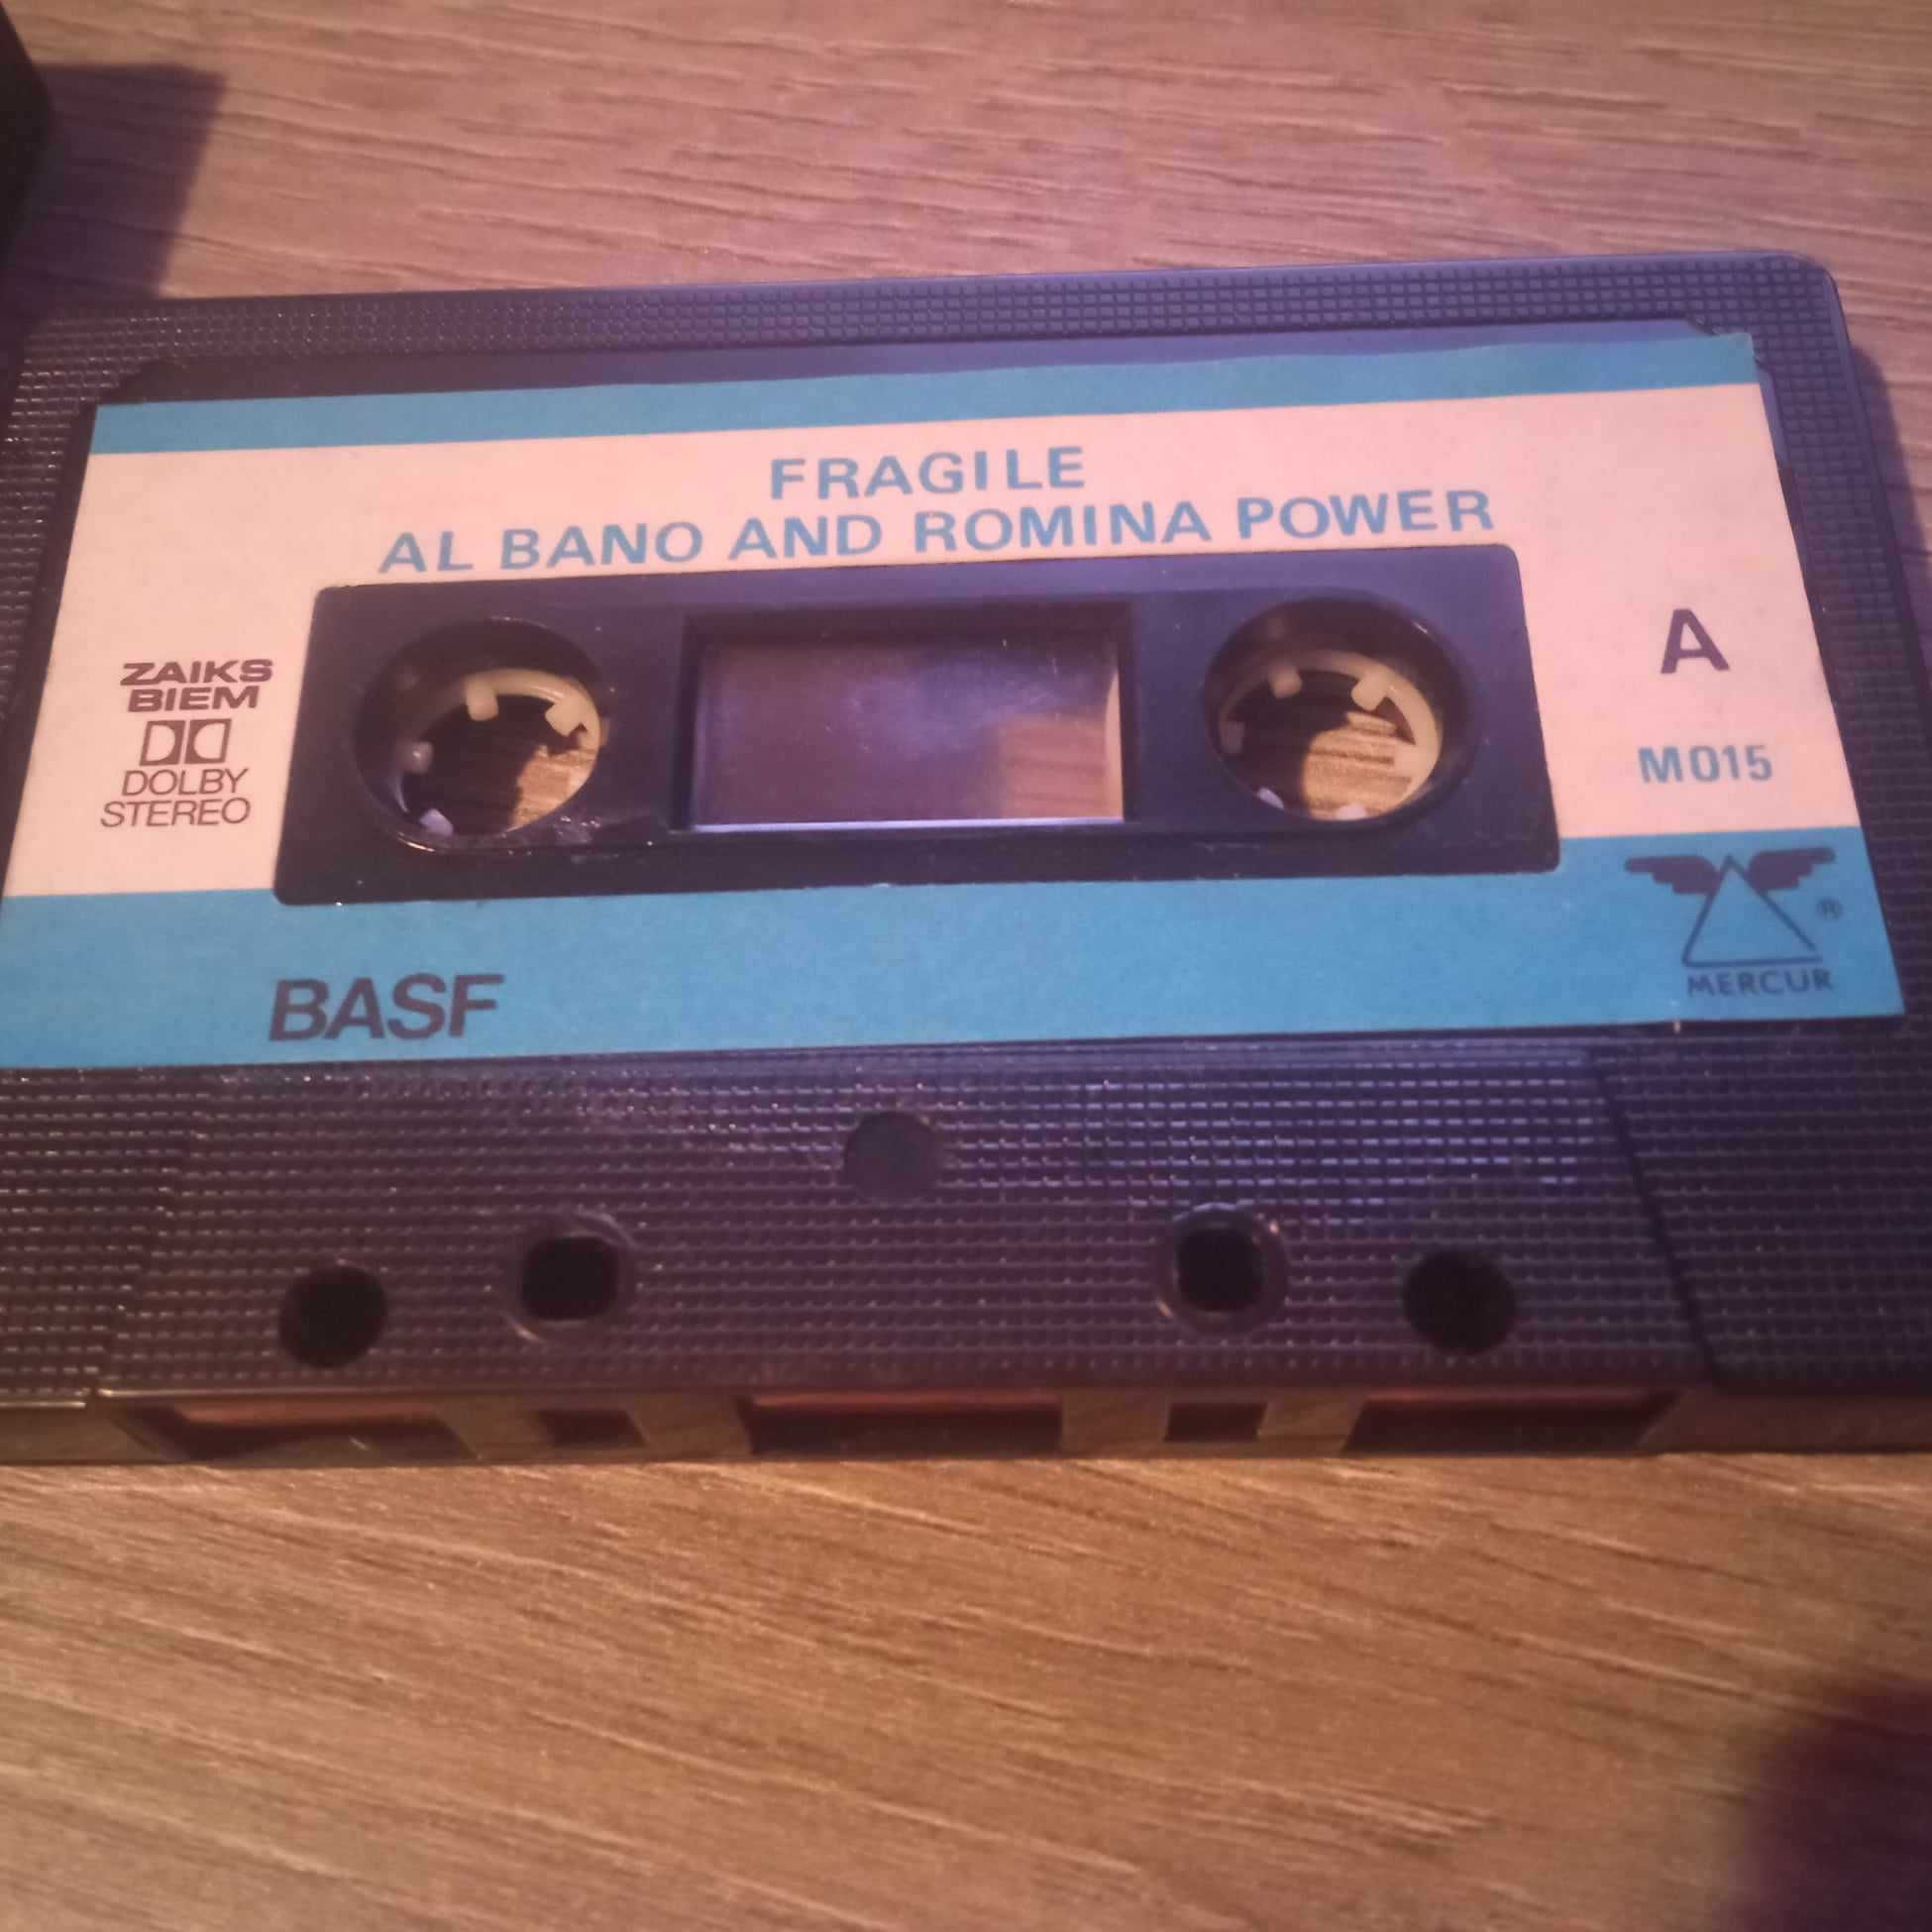 FRAGILE
AL BANO AND ROMINA POWER
ZAIKS
BIEM
DOLBY
STEREO
A
M015
BASF
MERCUR
®